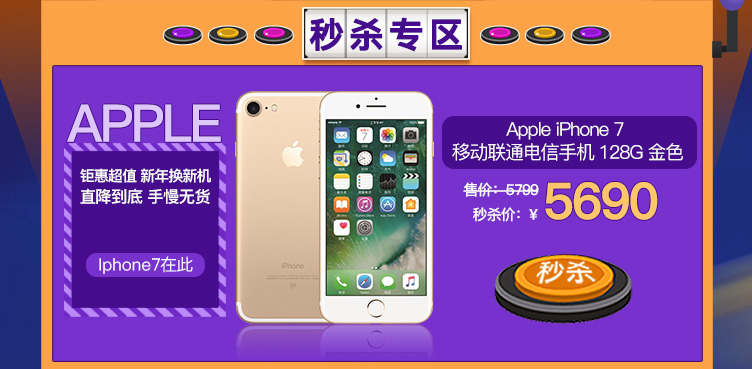 秒杀专区
APPLE
钜惠超值 新年换新机
直降到底 手慢无货
Iphone7在此
iPhone
Apple iPhone 7
移动联通电信手机 128G 金色
售价：5799
秒杀价：¥ 5690
秒杀